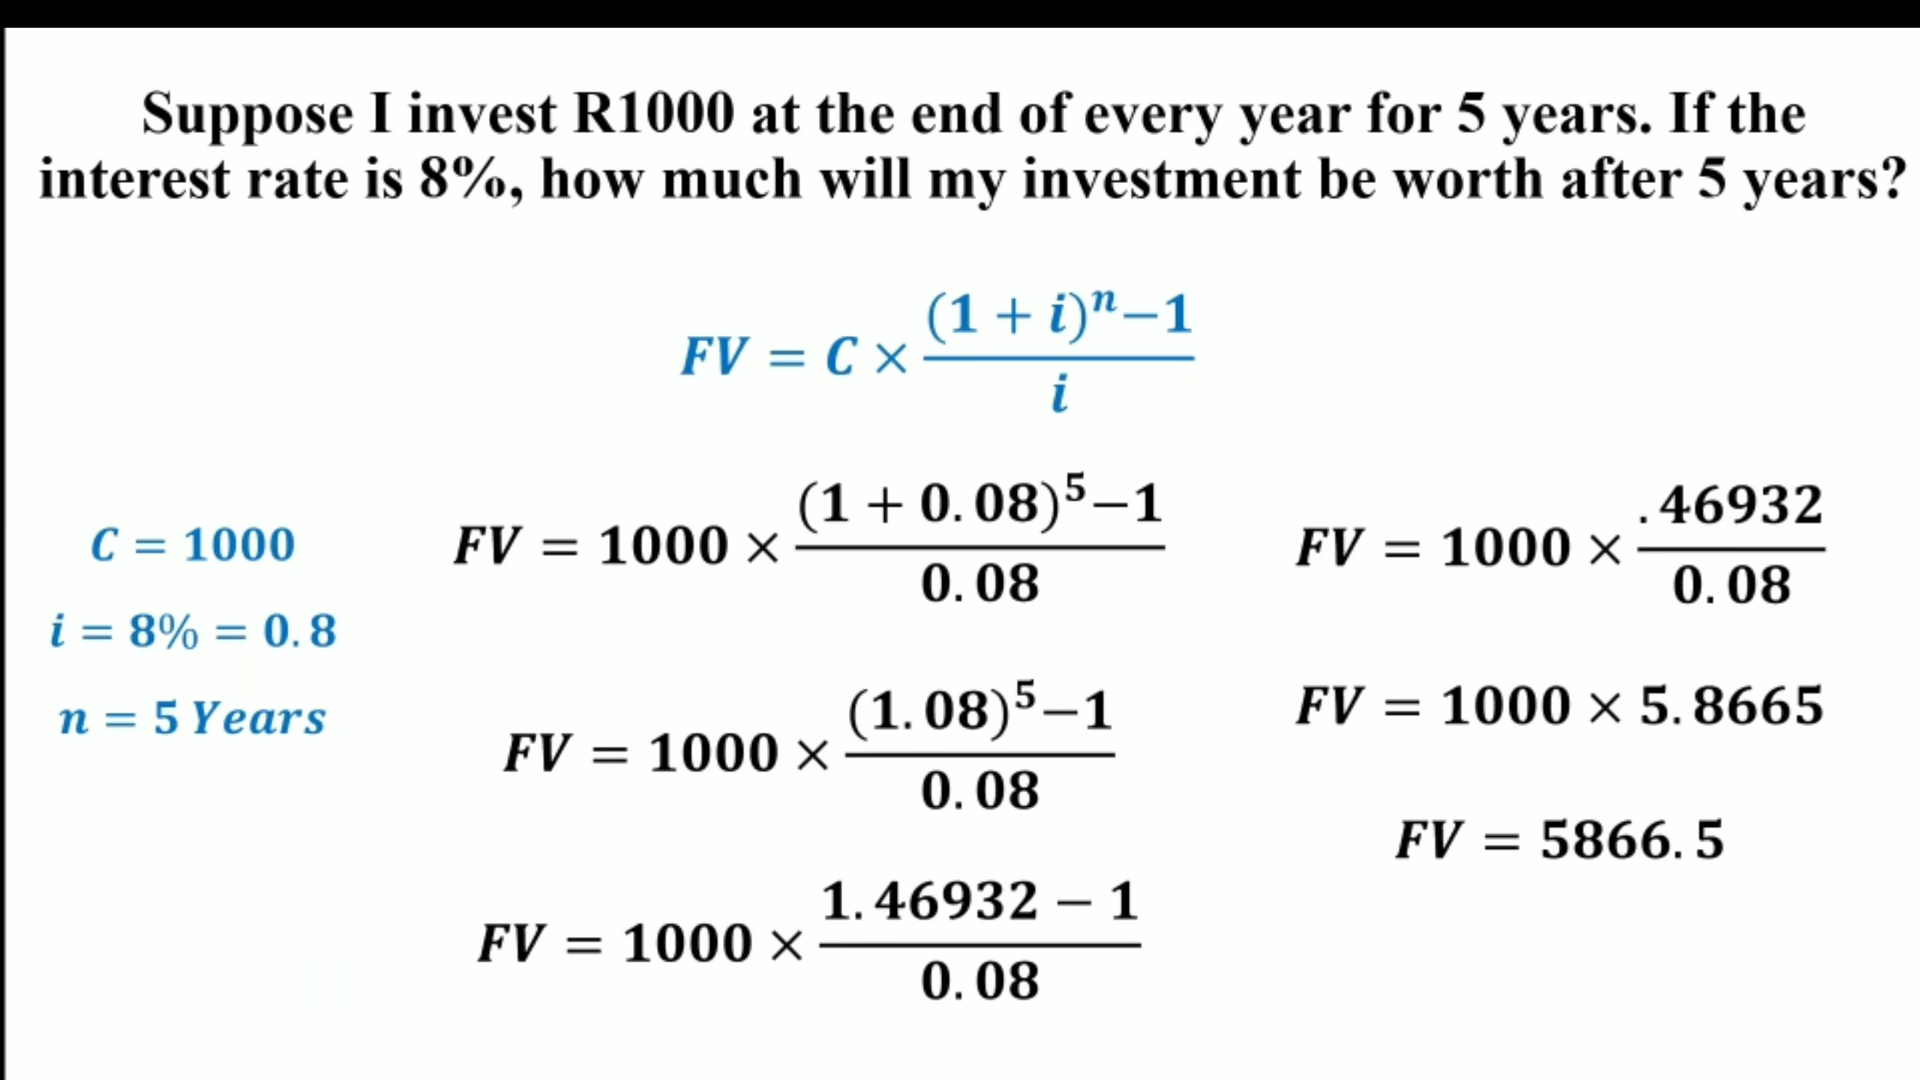 Suppose I invest R1000 at the end of every year for 5 years. If the
interest rate is 8%, how much will my investment be worth after 5 years?
FV = C × ((1 + i)^n − 1) / i
C = 1000
i = 8% = 0.8
n = 5 Years
FV = 1000 × ((1 + 0.08)^5 − 1) / 0.08
FV = 1000 × ((1.08)^5 − 1) / 0.08
FV = 1000 × (1.46932 − 1) / 0.08
FV = 1000 × .46932 / 0.08
FV = 1000 × 5.8665
FV = 5866.5